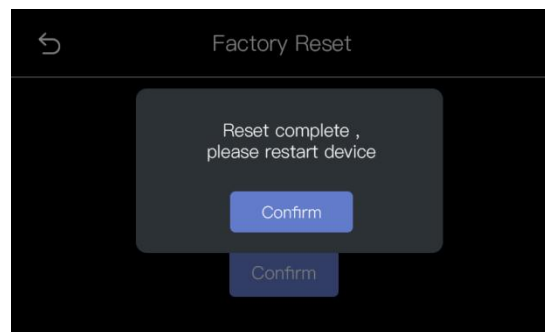 Factory Reset
Reset complete ,
please restart device
Confirm
Confirm